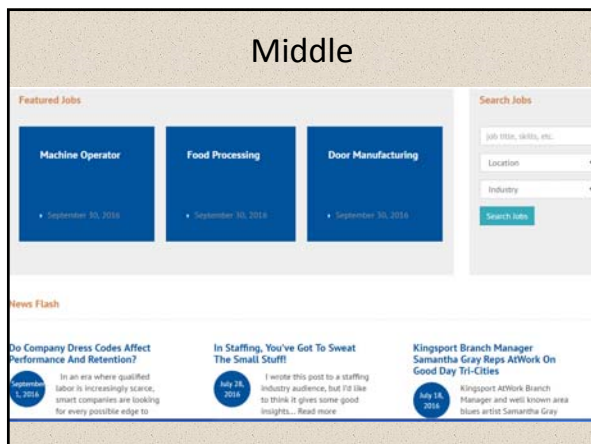 Middle
Featured Jobs
Machine Operator
September 30, 2016
Food Processing
September 30, 2016
Door Manufacturing
September 30, 2016
Search Jobs
job title, skills, etc.
Location
Industry
Search Jobs
News Flash
Do Company Dress Codes Affect
Performance And Retention?
September
1, 2016
In an era where qualified
labor is increasingly scarce,
smart companies are looking
for every possible edge to
In Staffing, You've Got To Sweat
The Small Stuff!
July 28,
2016
I wrote this post to a staffing
industry audience, but I'd like
to think it gives some good
insights... Read more
Kingsport Branch Manager
Samantha Gray Reps AtWork On
Good Day Tri-Cities
July 18,
2016
Kingsport AtWork Branch
Manager and well known area
blues artist Samantha Gray